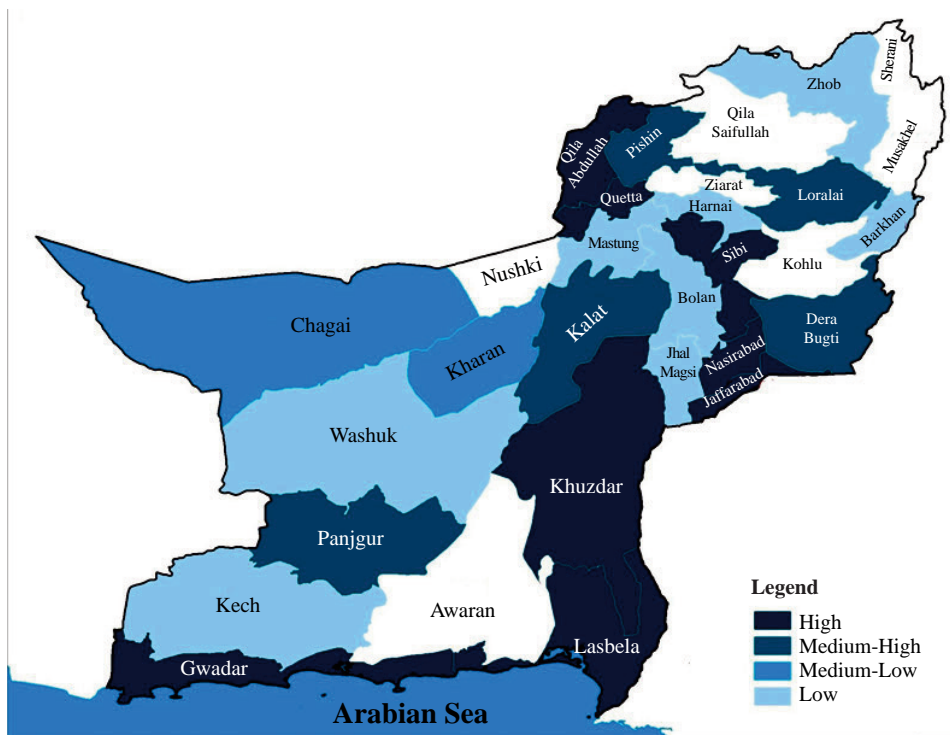 Sherani
Zhob
Qila
Saifullah
Musakhel
Qila
Abdullah
Pishin
Ziarat
Loralai
Quetta
Harnai
Barkhan
Mastung
Sibi
Kohlu
Nushki
Bolan
Chagai
Kalat
Dera
Bugti
Kharan
Jhal
Magsi
Nasirabad
Jaffarabad
Washuk
Khuzdar
Panjgur
Kech
Awaran
Gwadar
Lasbela
Arabian Sea
Legend
High
Medium-High
Medium-Low
Low